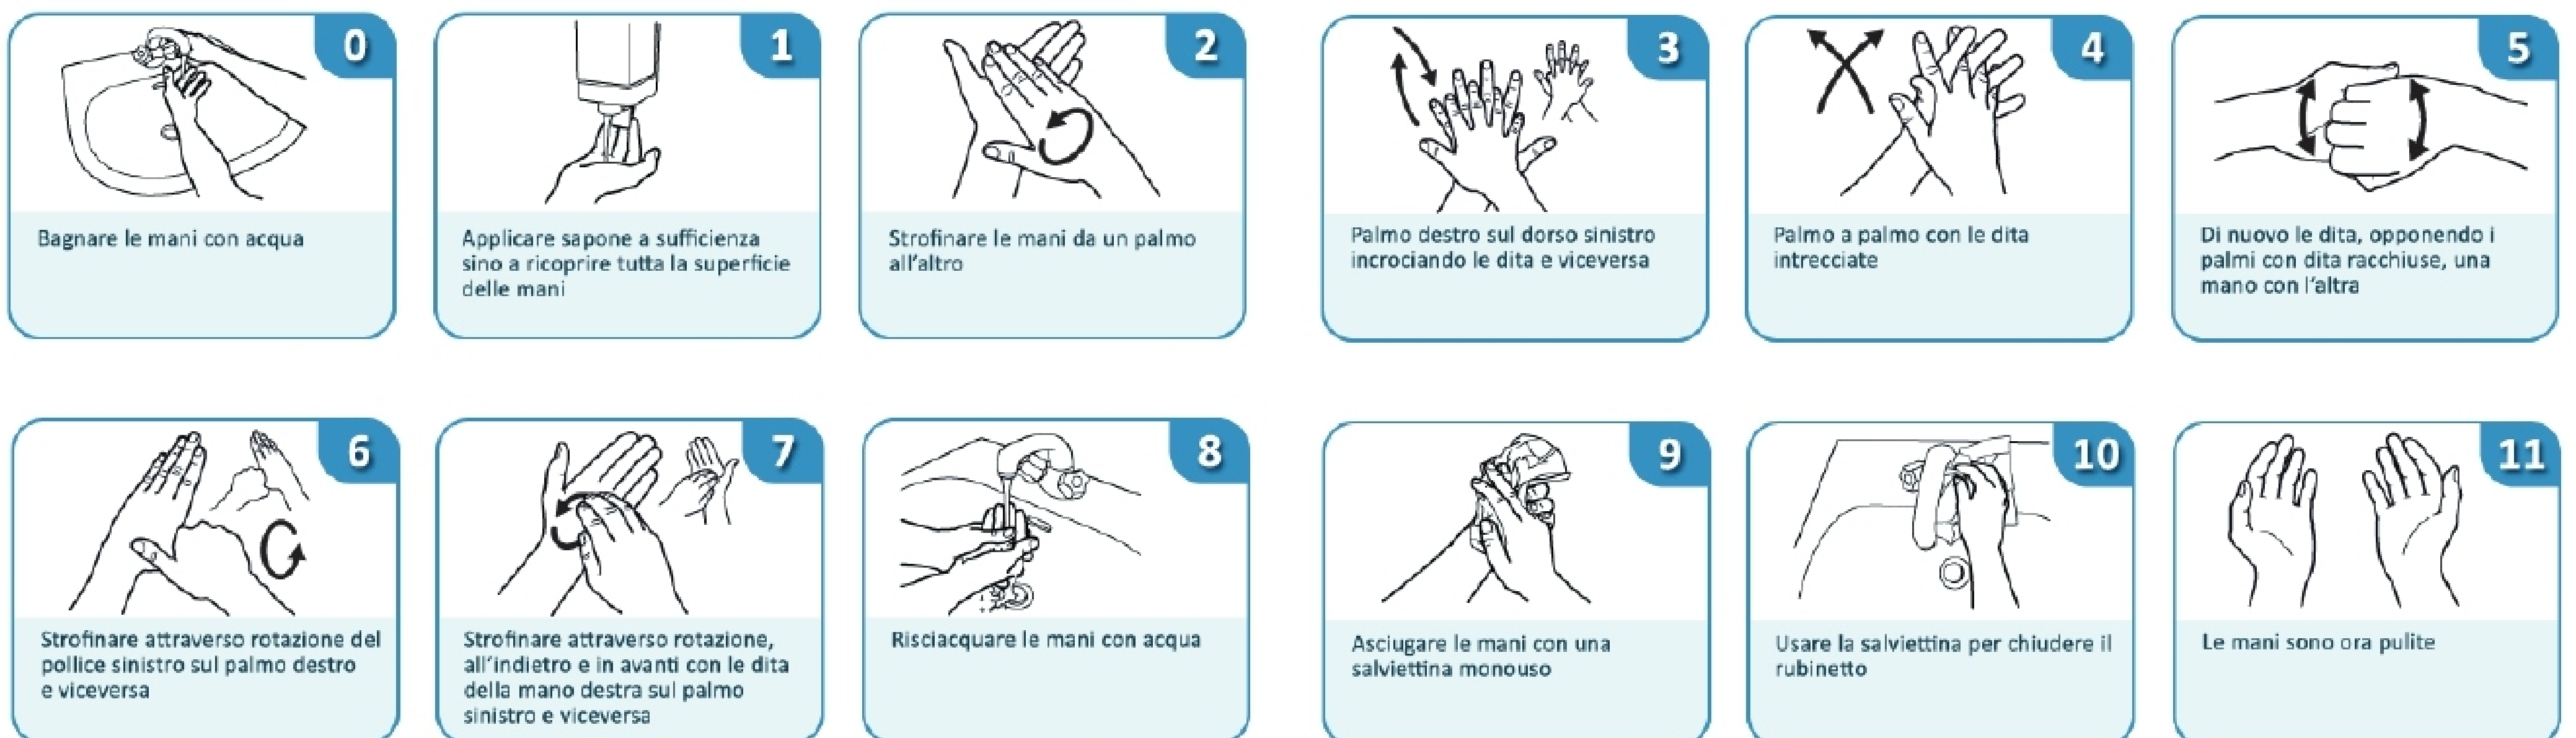 0
Bagnare le mani con acqua
1
Applicare sapone a sufficienza
sino a ricoprire tutta la superficie
delle mani
2
Strofinare le mani da un palmo
all'altro
3
Palmo destro sul dorso sinistro
incrociando le dita e viceversa
4
Palmo a palmo con le dita
intrecciate
5
Di nuovo le dita, opponendo i
palmi con dita racchiuse, una
mano con l'altra
6
Strofinare attraverso rotazione del
pollice sinistro sul palmo destro
e viceversa
7
Strofinare attraverso rotazione,
all'indietro e in avanti con le dita
della mano destra sul palmo
sinistro e viceversa
8
Risciacquare le mani con acqua
9
Asciugare le mani con una
salviettina monouso
10
Usare la salviettina per chiudere il
rubinetto
11
Le mani sono ora pulite